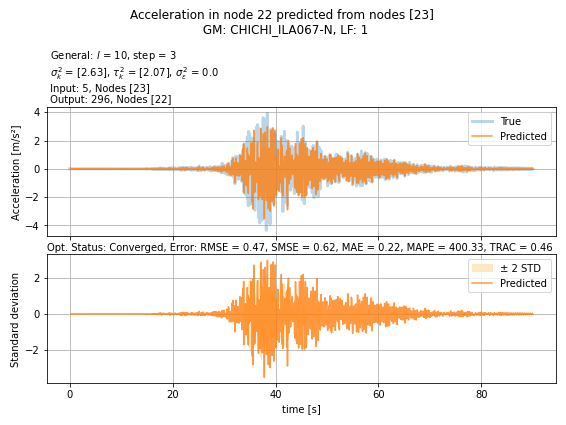 Acceleration in node 22 predicted from nodes [23]
GM: CHICHI_ILA067-N, LF: 1
General: l = 10, step = 3
σ²ₖ = [2.63], τ²ₖ = [2.07], σ²ε = 0.0
Input: 5, Nodes [23]
Output: 296, Nodes [22]
4
2
0
−2
−4
Acceleration [m/s²]
True
Predicted
Opt. Status: Converged, Error: RMSE = 0.47, SMSE = 0.62, MAE = 0.22, MAPE = 400.33, TRAC = 0.46
2
0
−2
Standard deviation
± 2 STD
Predicted
0 20 40 60 80
time [s]